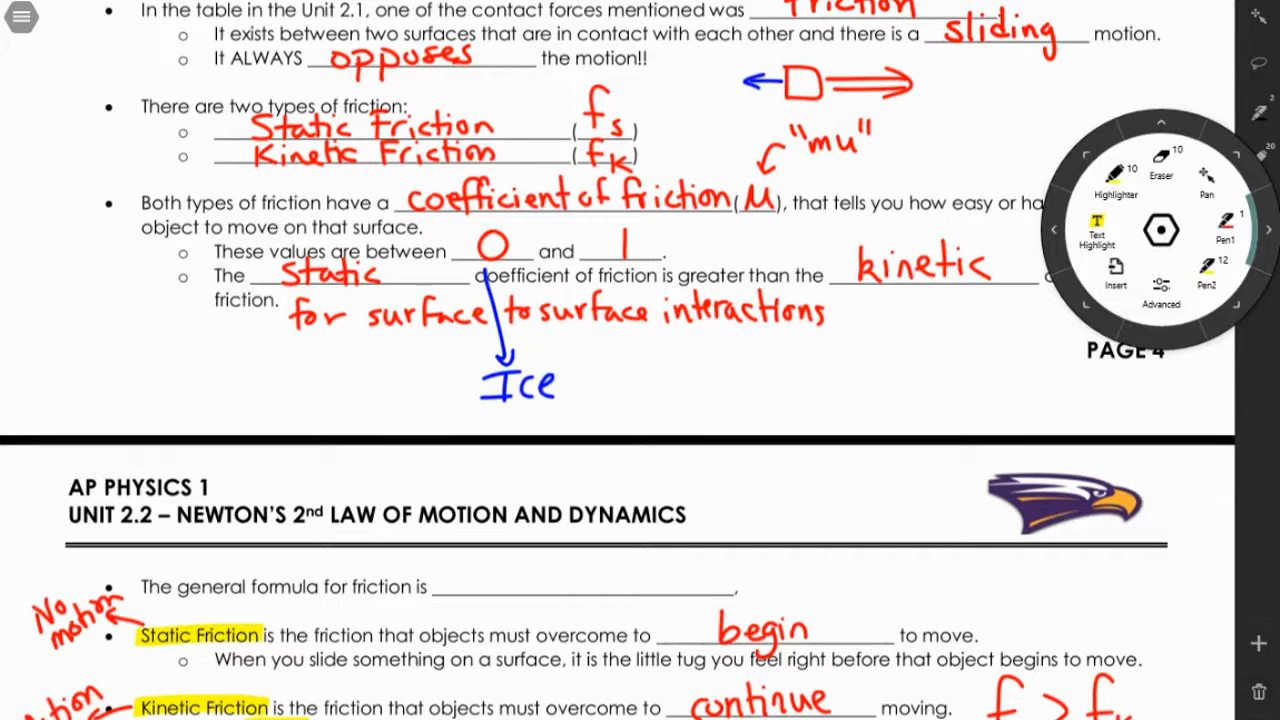 In the table in the Unit 2.1, one of the contact forces mentioned was friction
It exists between two surfaces that are in contact with each other and there is a sliding motion.
It ALWAYS opposes the motion!!
There are two types of friction:
Static Friction (fs)
Kinetic Friction (fK)
"mu"
Both types of friction have a coefficient of friction (M), that tells you how easy or
object to move on that surface.
These values are between 0 and 1.
The static coefficient of friction is greater than the kinetic
friction. for surface to surface interactions
Ice
PAGE 4
10
Highlighter
10
Eraser
Pan
T
Text
Highlight
1
Pen1
Insert
12
Pen2
Advanced
2
20
AP PHYSICS 1
UNIT 2.2 – NEWTON'S 2nd LAW OF MOTION AND DYNAMICS
The general formula for friction is ,
No motion
Static Friction is the friction that objects must overcome to begin to move.
When you slide something on a surface, it is the little tug you feel right before that object begins to move.
Kinetic Friction is the friction that objects must overcome to continue moving.